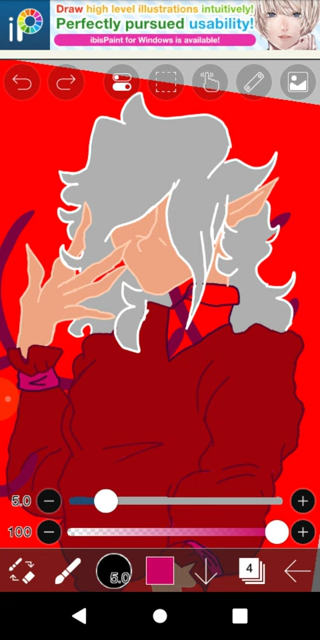 iP
Draw high level illustrations intuitively!
Perfectly pursued usability!
ibisPaint for Windows is available!
5.0
100
5.0
4